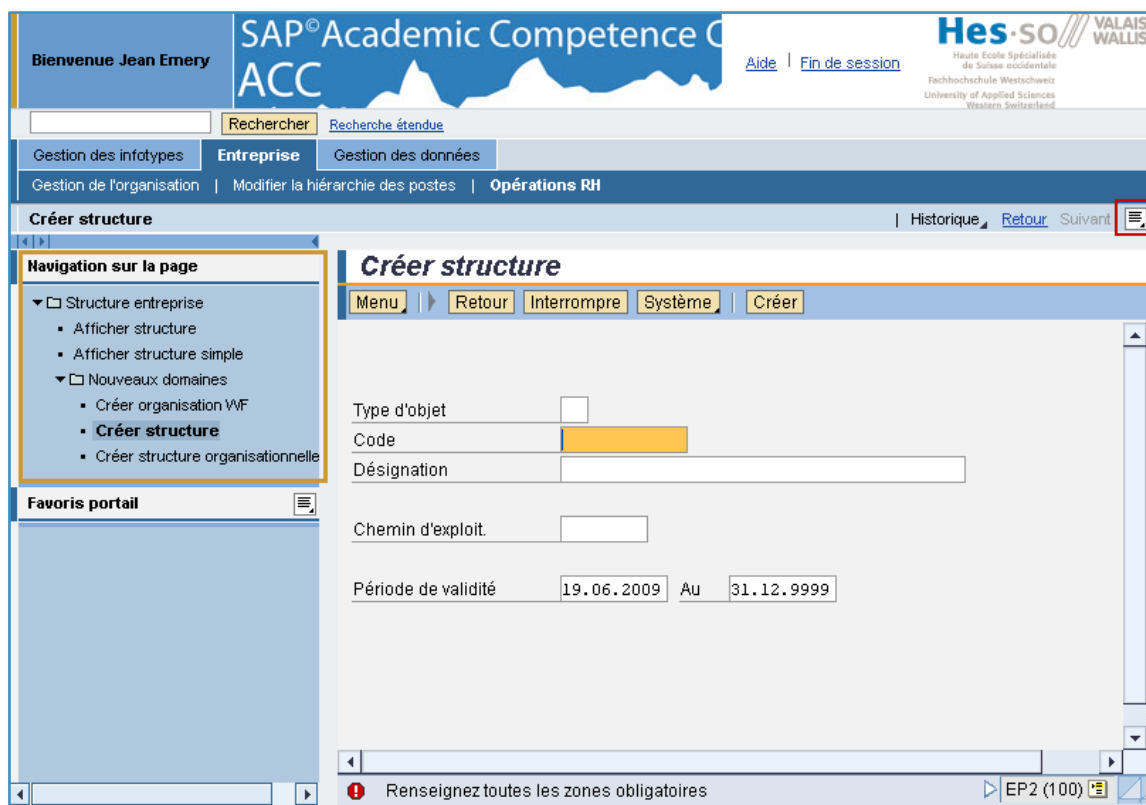 Bienvenue Jean Emery
SAP© Academic Competence C
ACC
Aide | Fin de session
Hes·so// VALAIS
WALLIS
Haute Ecole Spécialisée
de Suisse occidentale
Fachhochschule Westschweiz
University of Applied Sciences
Western Switzerland
Rechercher Recherche étendue
Gestion des infotypes Entreprise Gestion des données
Gestion de l'organisation | Modifier la hiérarchie des postes | Opérations RH
Créer structure | Historique Retour Suivant
Navigation sur la page
Structure entreprise
Afficher structure
Afficher structure simple
Nouveaux domaines
Créer organisation WF
Créer structure
Créer structure organisationnelle
Favoris portail
Créer structure
Menu Retour Interrompre Système Créer
Type d'objet
Code
Désignation
Chemin d'exploit.
Période de validité 19.06.2009 Au 31.12.9999
Renseignez toutes les zones obligatoires EP2 (100)